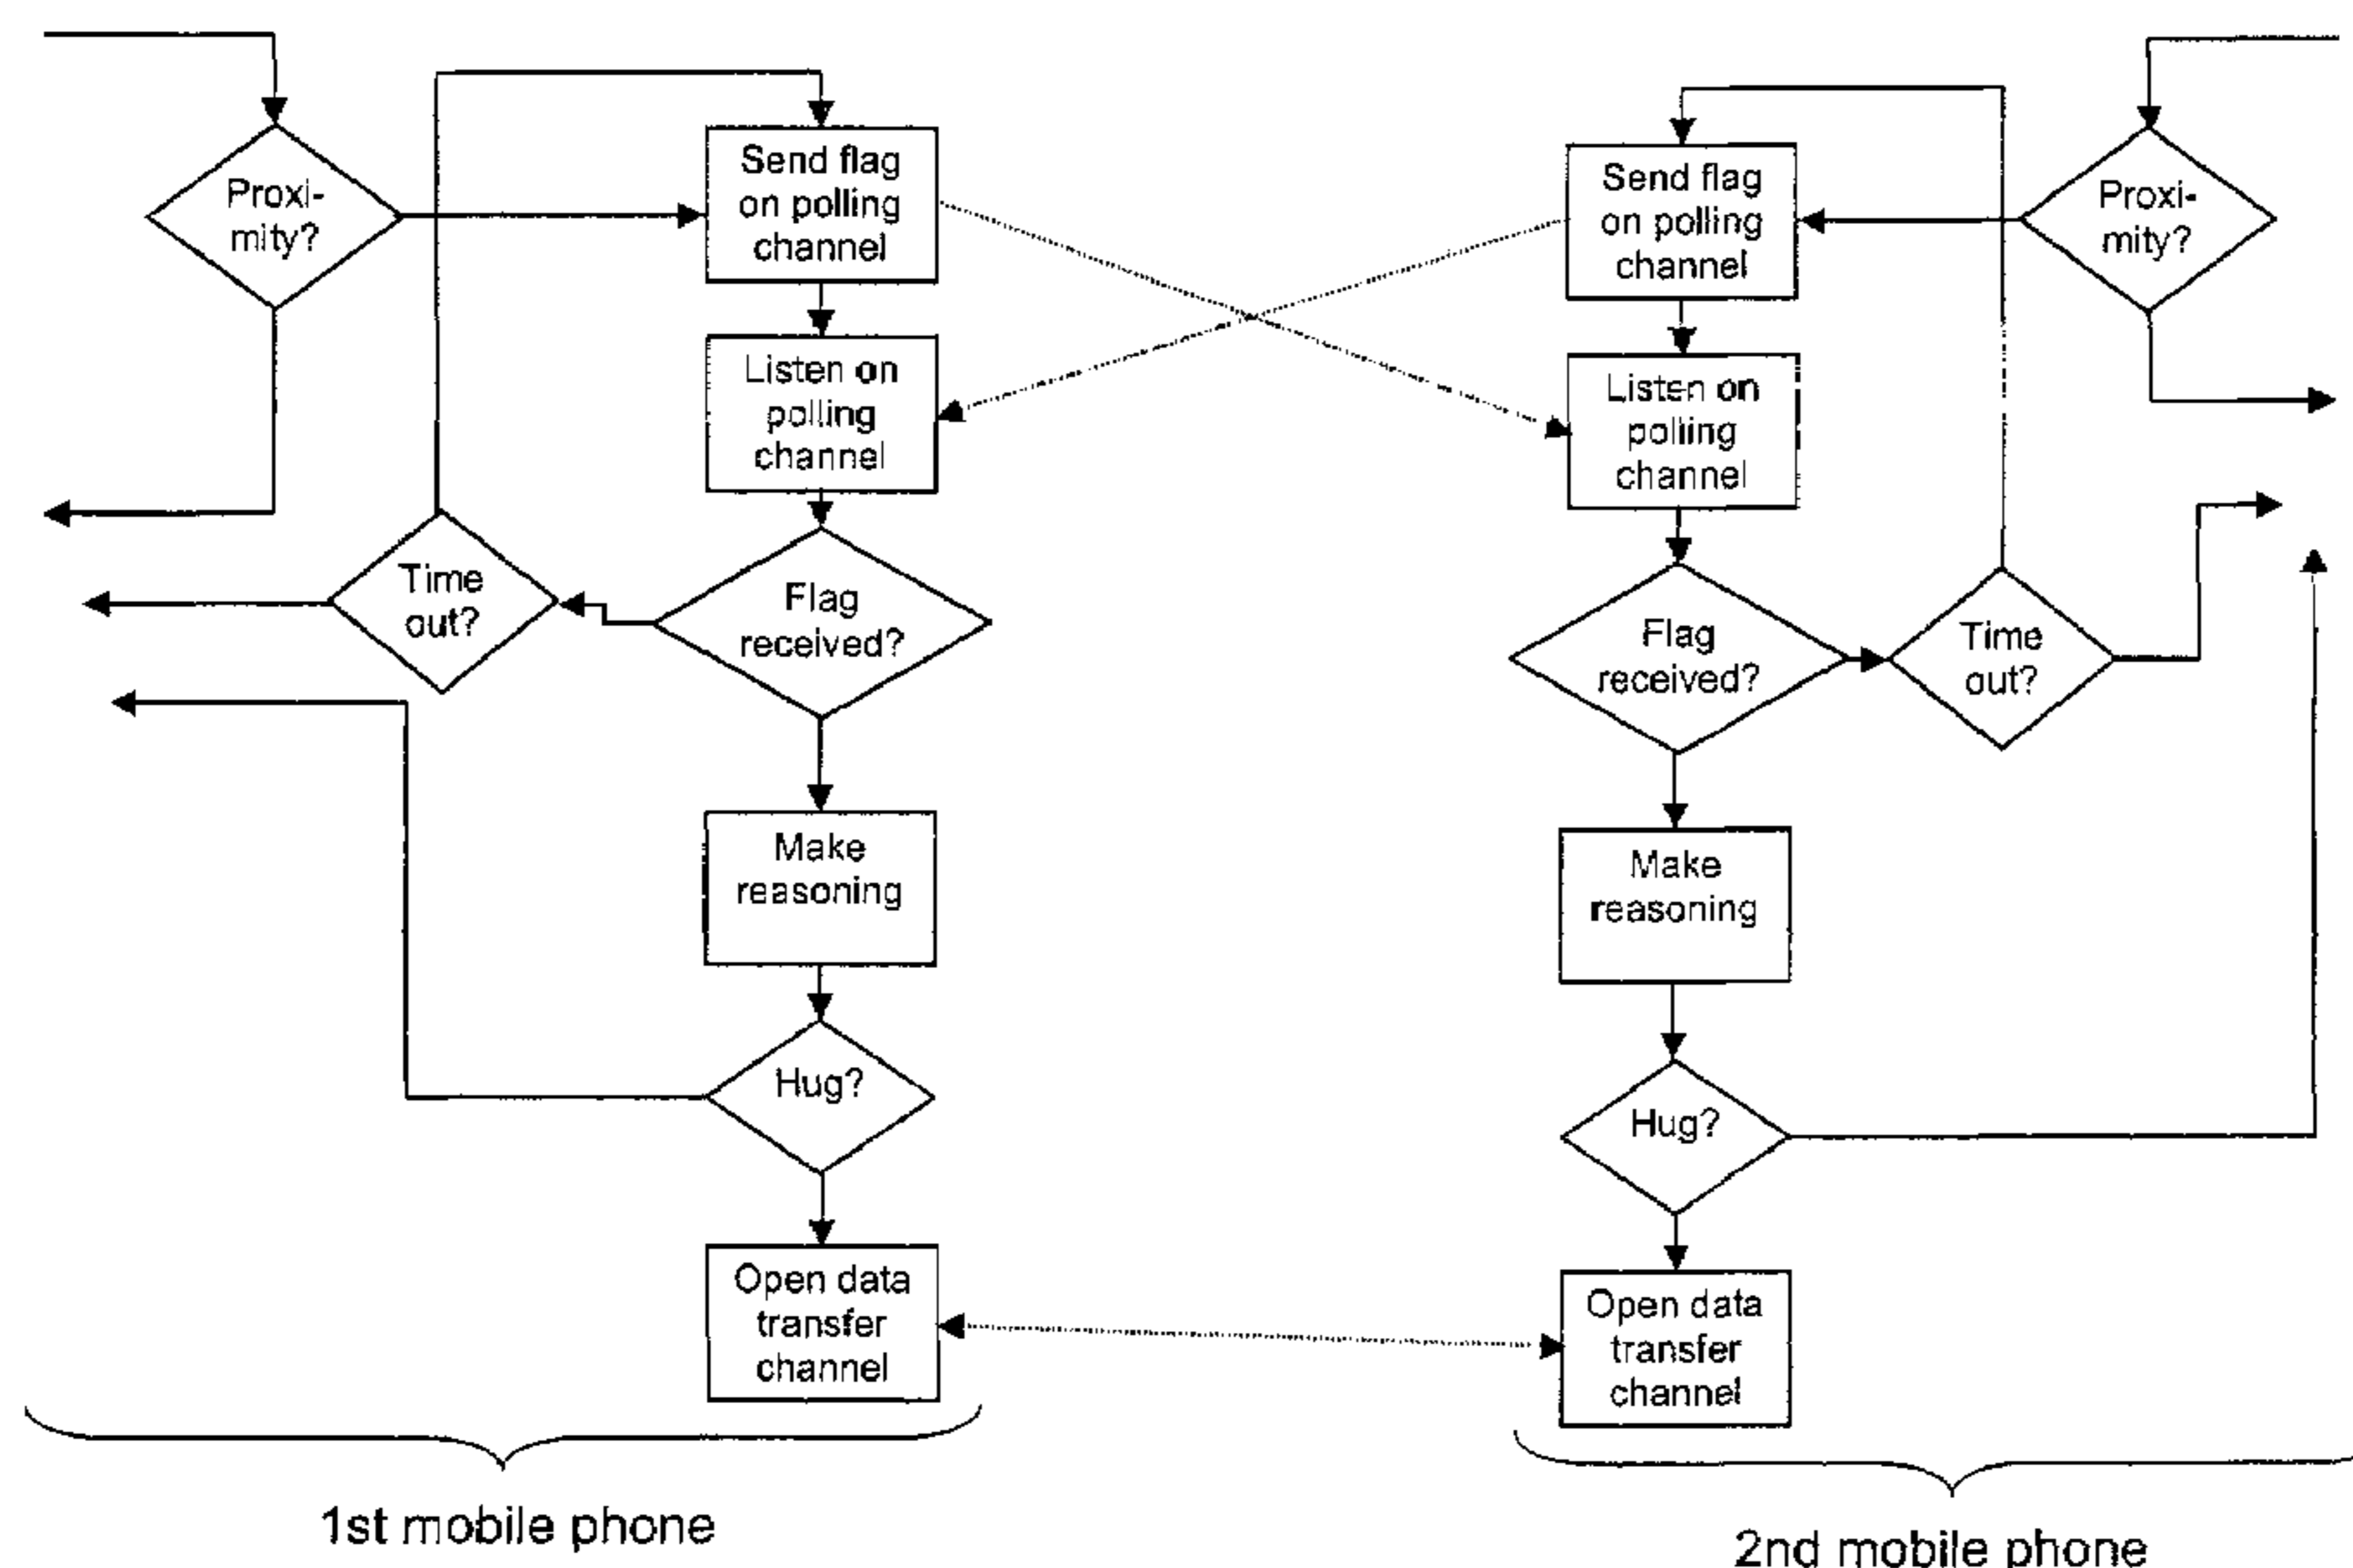 Proxi-
mity?
Send flag
on polling
channel
Listen on
polling
channel
Time
out?
Flag
received?
Make
reasoning
Hug?
Open data
transfer
channel
1st mobile phone
Send flag
on polling
channel
Proxi-
mity?
Listen on
polling
channel
Flag
received?
Time
out?
Make
reasoning
Hug?
Open data
transfer
channel
2nd mobile phone